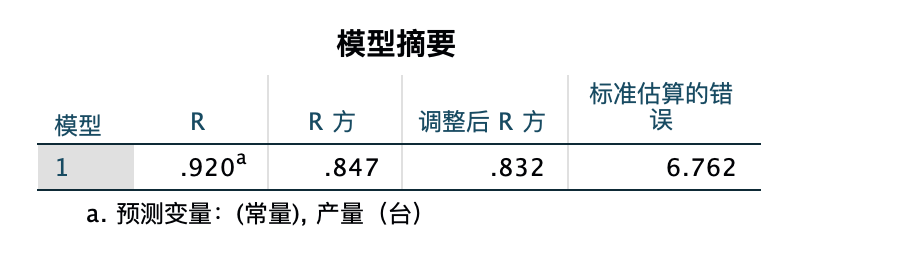 模型摘要
模型 R R 方 调整后 R 方 标准估算的错
误
1 .920a .847 .832 6.762
a. 预测变量：(常量), 产量（台）